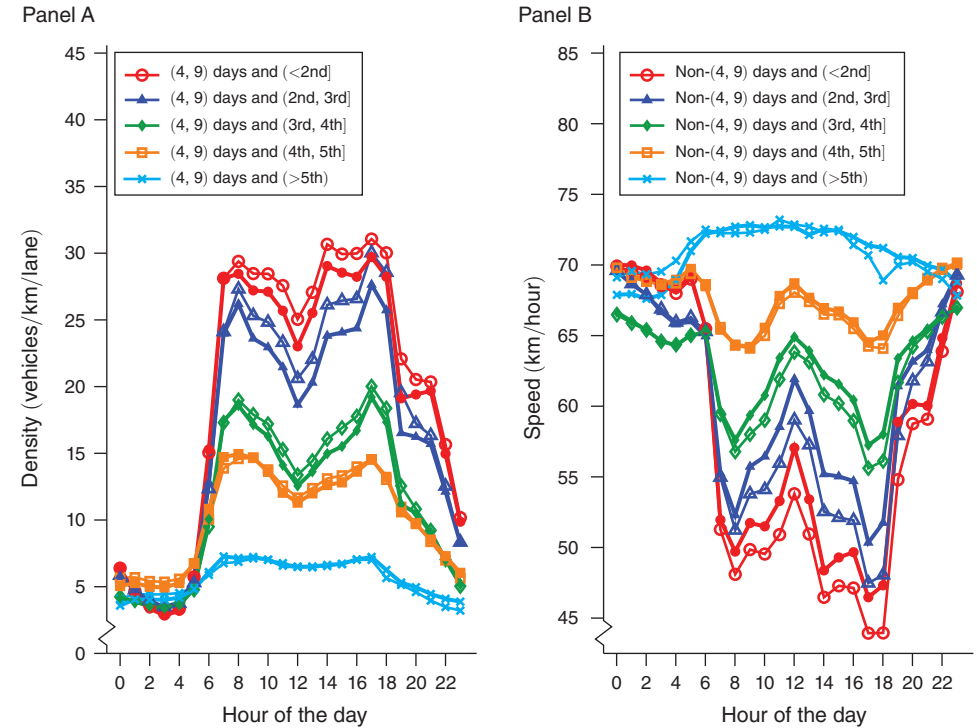 Panel A
45
40
35
30
25
20
15
10
5
0
Density (vehicles/km/lane)
(4, 9) days and (<2nd]
(4, 9) days and (2nd, 3rd]
(4, 9) days and (3rd, 4th]
(4, 9) days and (4th, 5th]
(4, 9) days and (>5th)
0 2 4 6 8 10 12 14 16 18 20 22
Hour of the day
Panel B
85
80
75
70
65
60
55
50
45
Speed (km/hour)
Non-(4, 9) days and (<2nd]
Non-(4, 9) days and (2nd, 3rd]
Non-(4, 9) days and (3rd, 4th]
Non-(4, 9) days and (4th, 5th]
Non-(4, 9) days and (>5th)
0 2 4 6 8 10 12 14 16 18 20 22
Hour of the day